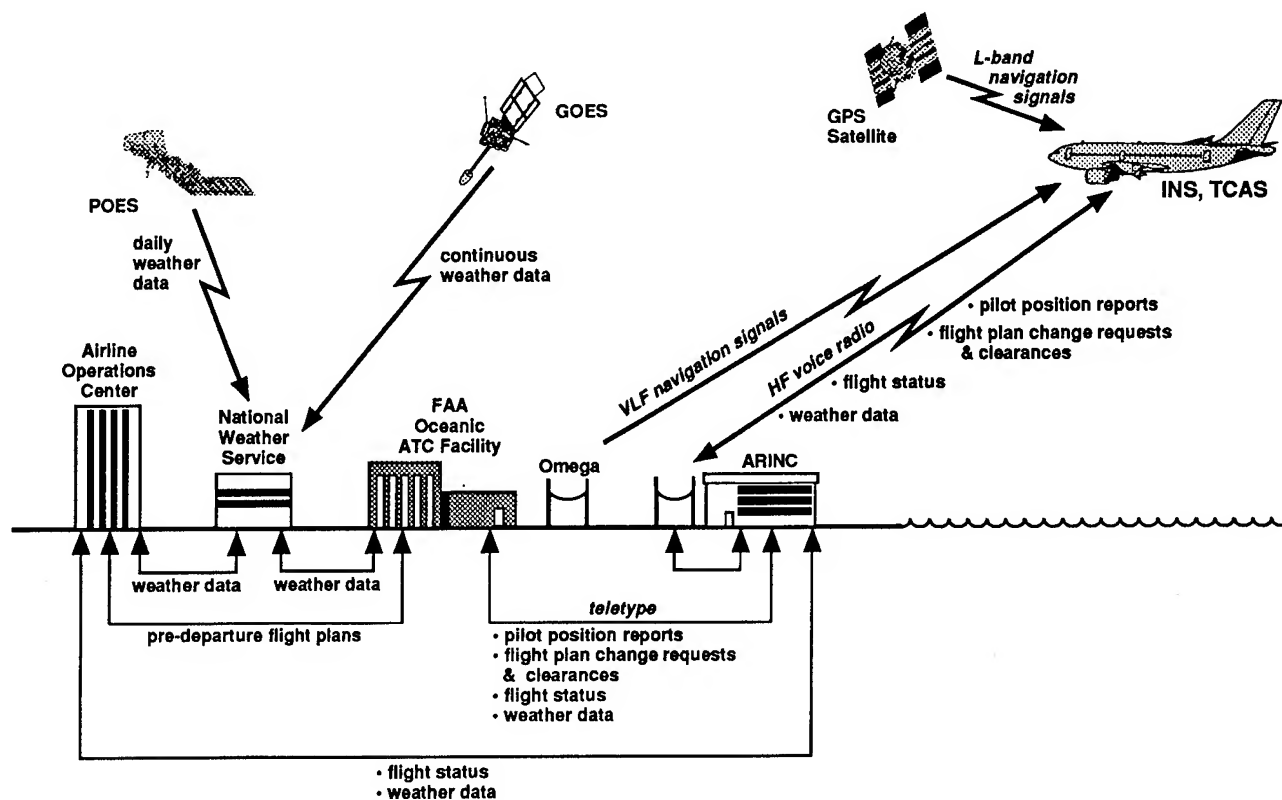 L-band
navigation
signals
GPS
Satellite
GOES
POES
INS, TCAS
daily
weather
data
continuous
weather data
VLF navigation signals
HF voice radio
• pilot position reports
• flight plan change requests
& clearances
• flight status
• weather data
Airline
Operations
Center
National
Weather
Service
FAA
Oceanic
ATC Facility
Omega
ARINC
weather data
weather data
pre-departure flight plans
teletype
• pilot position reports
• flight plan change requests
& clearances
• flight status
• weather data
• flight status
• weather data